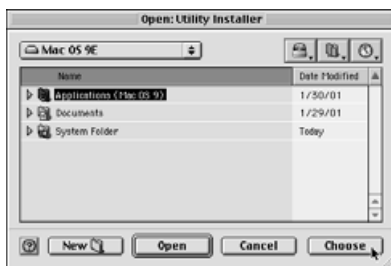 Open: Utility Installer
Mac OS 9E
Name Date Modified
Applications (Mac OS 9) 1/30/01
Documents 1/29/01
System Folder Today
? New Open Cancel Choose